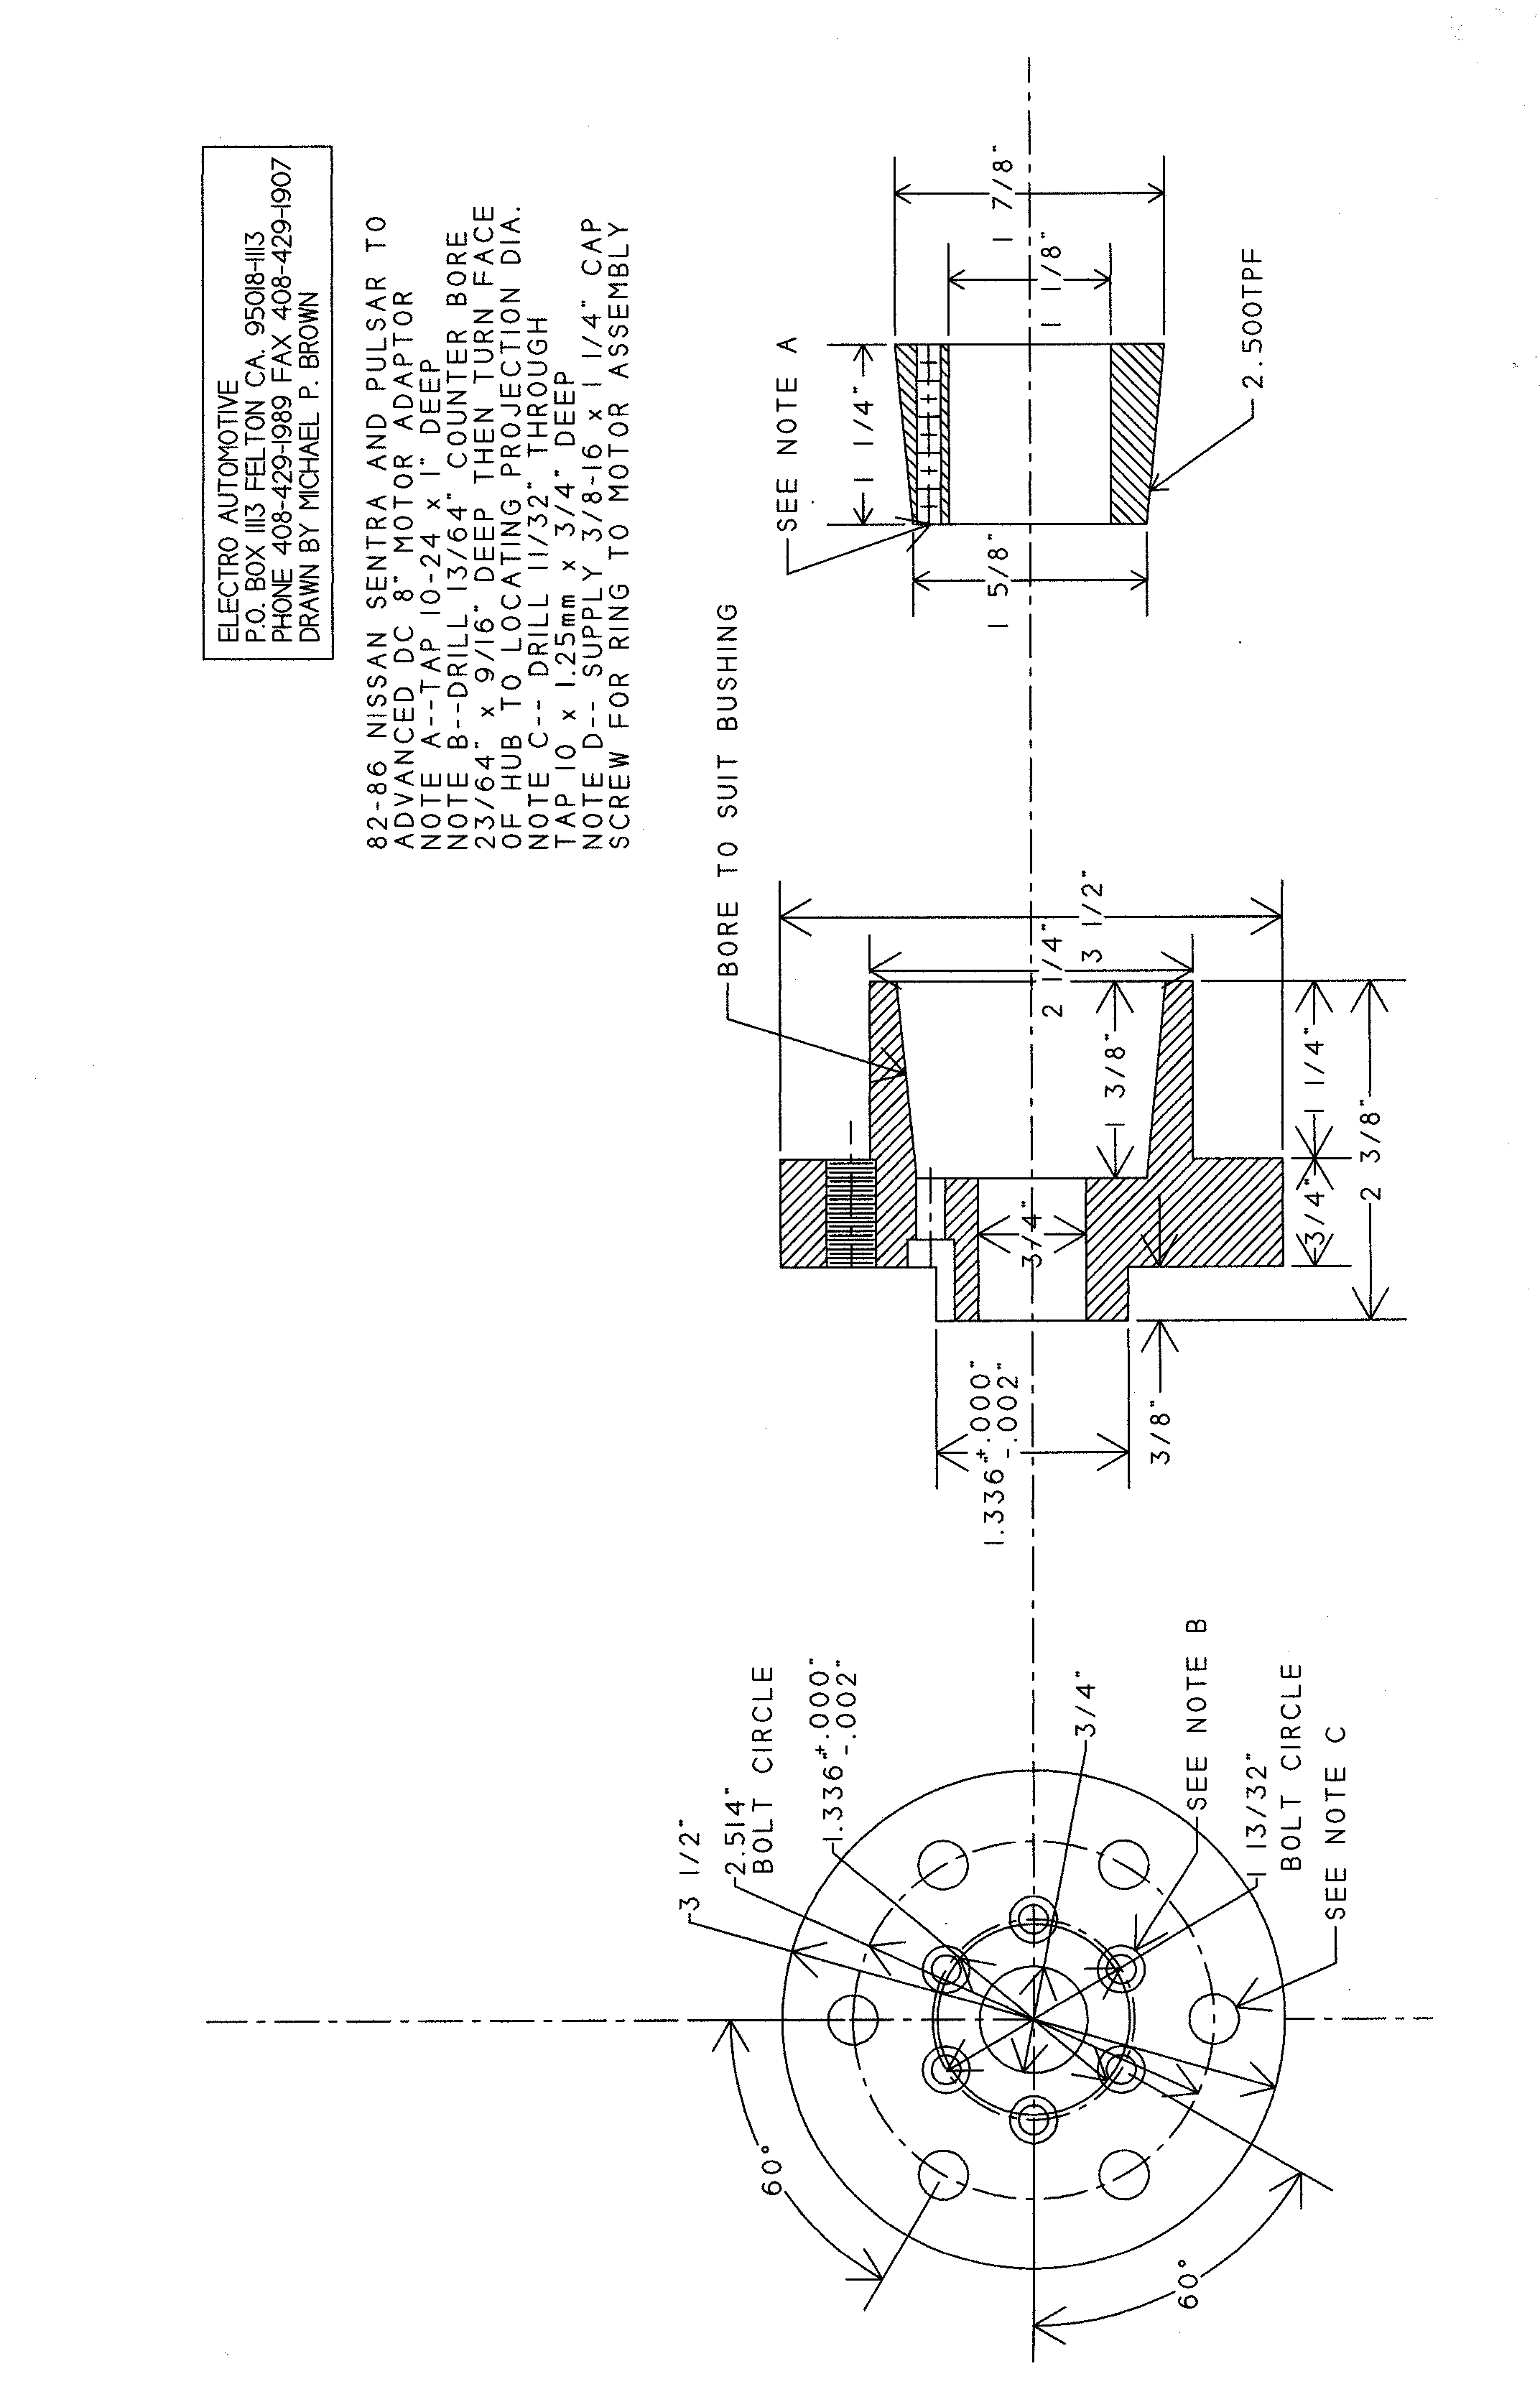 ELECTRO AUTOMOTIVE
P.O. BOX 1113 FELTON CA. 95018-1113
PHONE 408-429-1989 FAX 408-429-1907
DRAWN BY MICHAEL P. BROWN
82-86 NISSAN SENTRA AND PULSAR TO
ADVANCED DC 8" MOTOR ADAPTOR
NOTE A--TAP 10-24 x 1" DEEP
NOTE B--DRILL 13/64" COUNTER BORE
23/64" x 9/16" DEEP THEN TURN FACE
OF HUB TO LOCATING PROJECTION DIA.
NOTE C-- DRILL 11/32" THROUGH
TAP 10 x 1.25mm x 3/4" DEEP
NOTE D-- SUPPLY 3/8-16 x 1 1/4" CAP
SCREW FOR RING TO MOTOR ASSEMBLY
3 1/2"
2.514"
BOLT CIRCLE
1.336"+.000"
-.002"
3/4"
SEE NOTE B
1 13/32"
BOLT CIRCLE
SEE NOTE C
60°
60°
BORE TO SUIT BUSHING
1.336"+.000"
-.002"
3/4"
2 1/4"
3 1/2"
1 3/8"
3/8"
3/4"
1 1/4"
2 3/8"
SEE NOTE A
1 1/4"
1 5/8"
1 1/8"
1 7/8"
2.500TPF